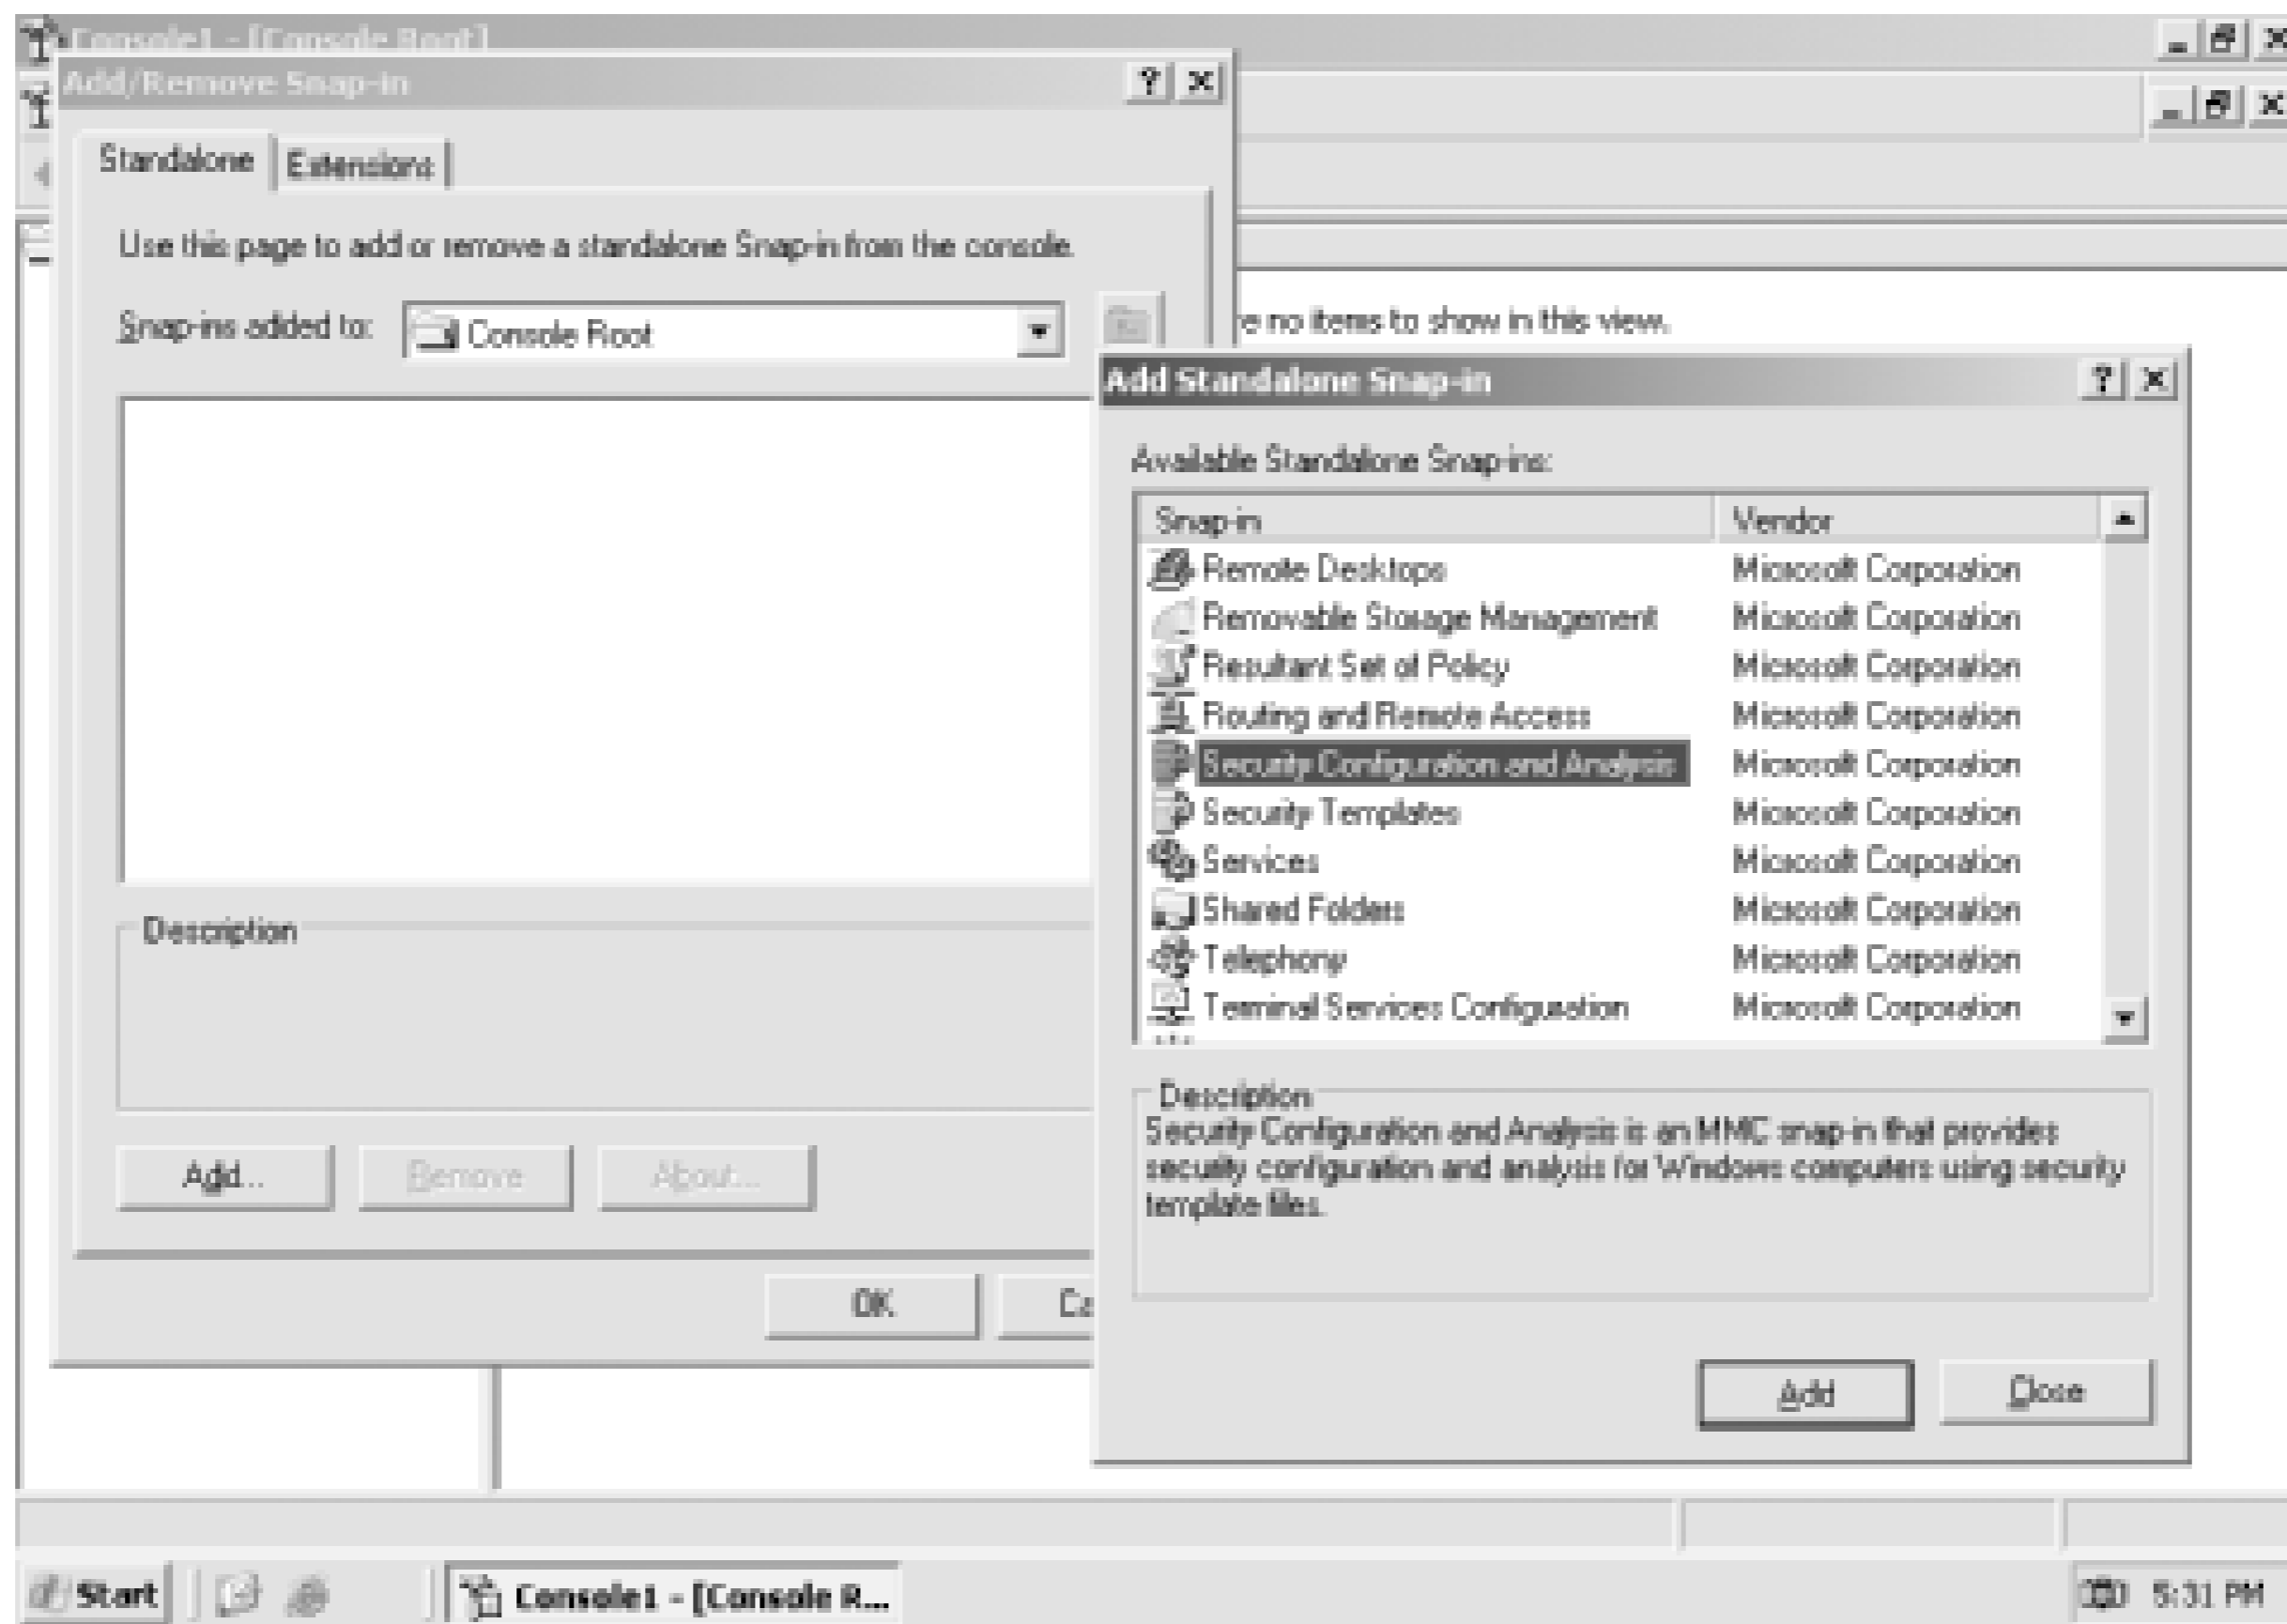 Console1 - [Console Root]
Add/Remove Snap-in
Standalone
Extensions
Use this page to add or remove a standalone Snap-in from the console.
Snap-ins added to:
Console Root
e no items to show in this view.
Add Standalone Snap-in
Available Standalone Snap-ins:
Snap-in Vendor
Remote Desktops Microsoft Corporation
Removable Storage Management Microsoft Corporation
Resultant Set of Policy Microsoft Corporation
Routing and Remote Access Microsoft Corporation
Security Configuration and Analysis Microsoft Corporation
Security Templates Microsoft Corporation
Services Microsoft Corporation
Shared Folders Microsoft Corporation
Telephony Microsoft Corporation
Terminal Services Configuration Microsoft Corporation
Description
Security Configuration and Analysis is an MMC snap-in that provides
security configuration and analysis for Windows computers using security
template files.
Add
Close
Description
Add...
Remove
About...
OK
Ca
Start
Console1 - [Console R...
5:31 PM